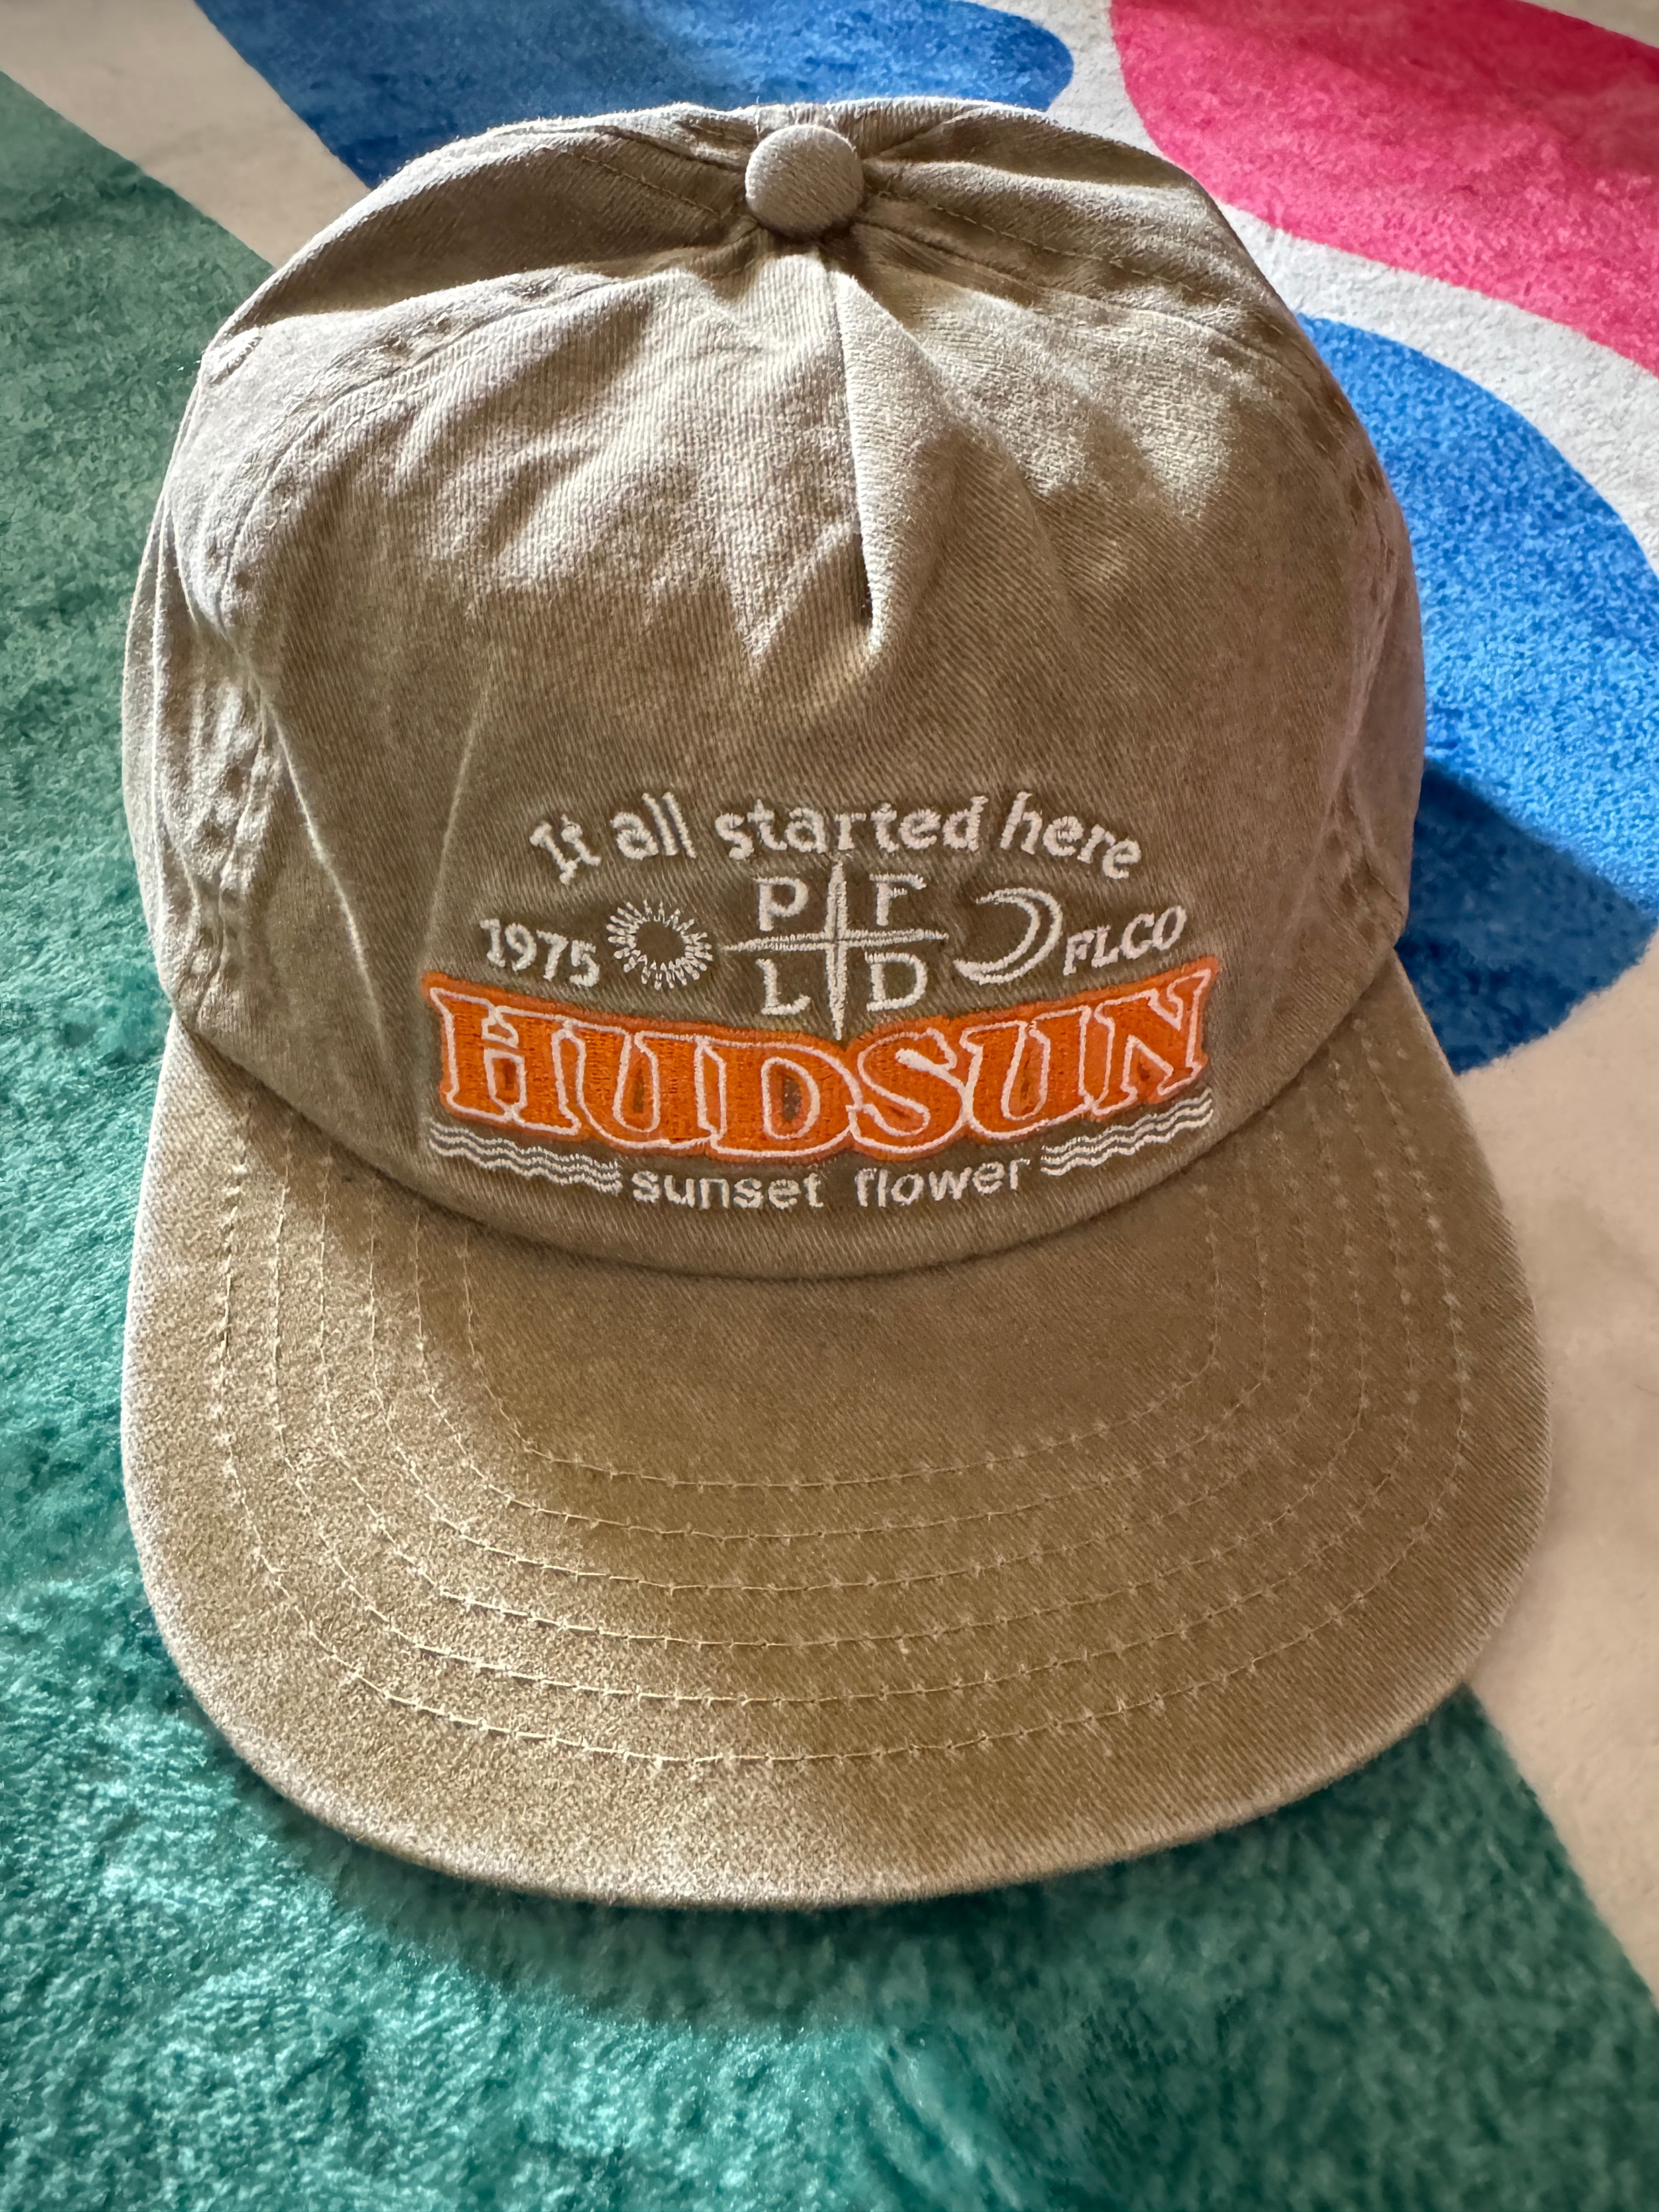 It all started here
P F
1975 FLCO
L D
HUDSUN
sunset flower